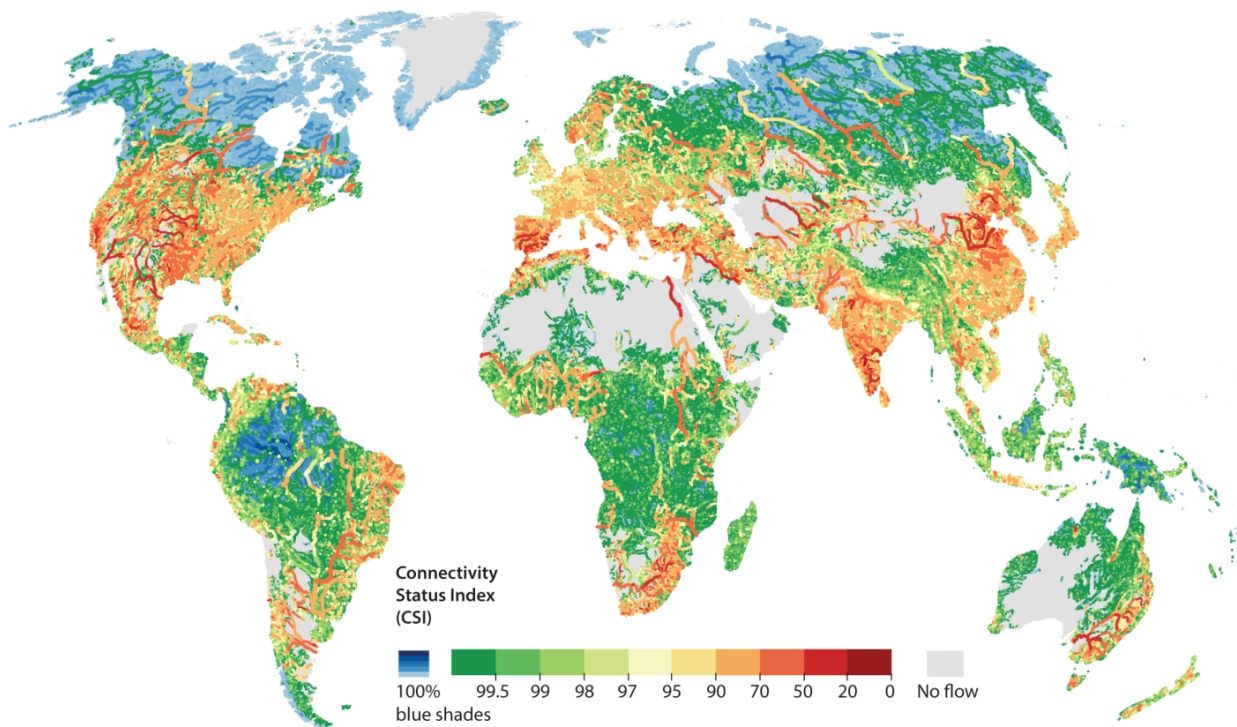 Connectivity
Status Index
(CSI)
100%
blue shades
99.5 99 98 97 95 90 70 50 20 0
No flow